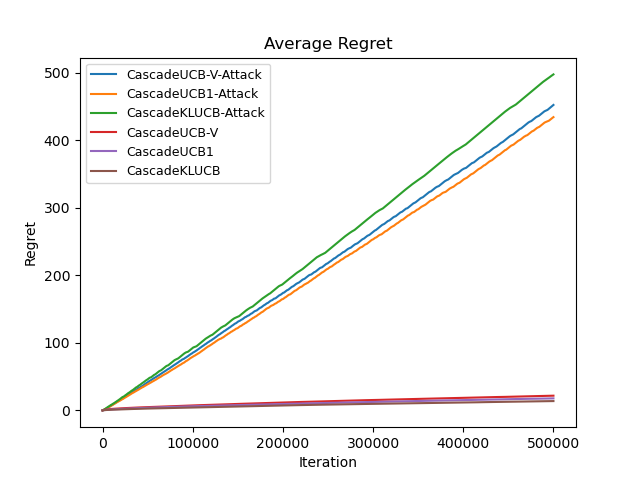 Average Regret
CascadeUCB-V-Attack
CascadeUCB1-Attack
CascadeKLUCB-Attack
CascadeUCB-V
CascadeUCB1
CascadeKLUCB
500
400
300
200
100
0
Regret
0 100000 200000 300000 400000 500000
Iteration